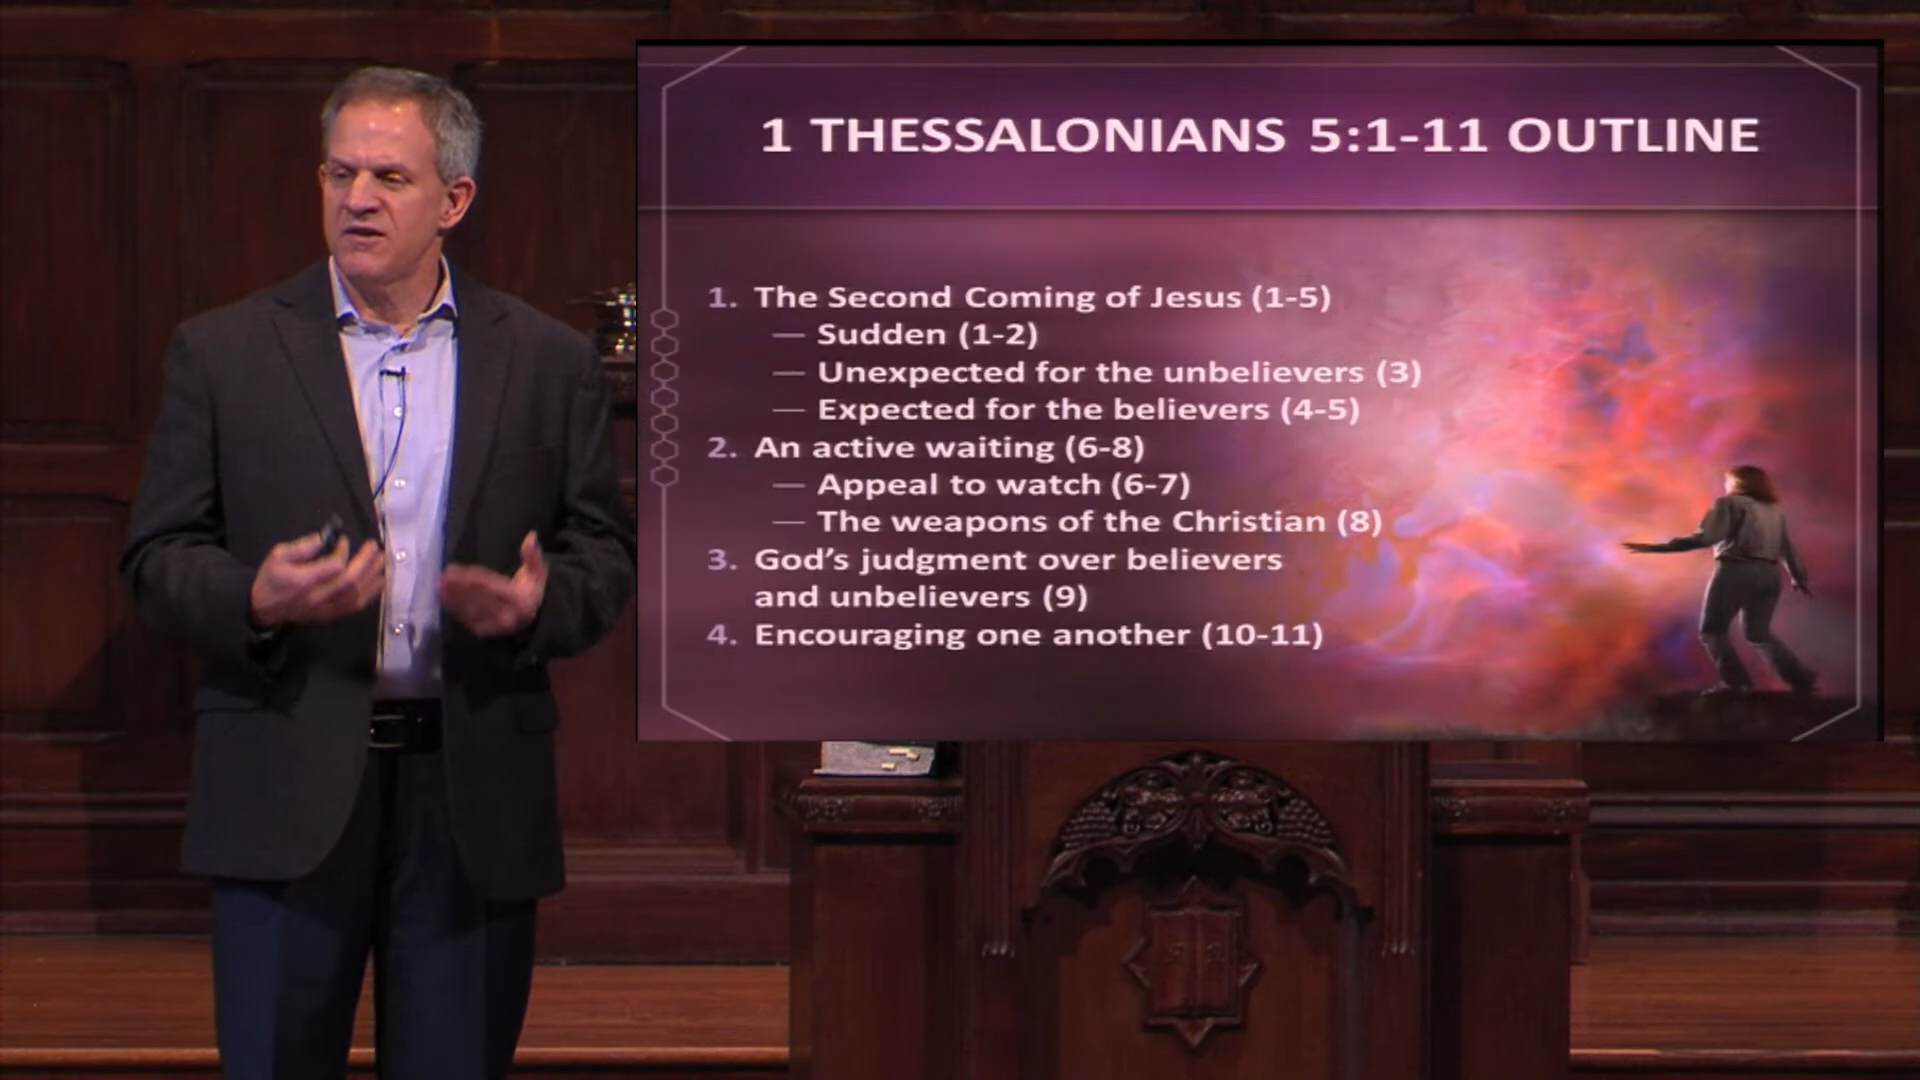 1 THESSALONIANS 5:1-11 OUTLINE
1. The Second Coming of Jesus (1-5)
— Sudden (1-2)
— Unexpected for the unbelievers (3)
— Expected for the believers (4-5)
2. An active waiting (6-8)
— Appeal to watch (6-7)
— The weapons of the Christian (8)
3. God’s judgment over believers
and unbelievers (9)
4. Encouraging one another (10-11)